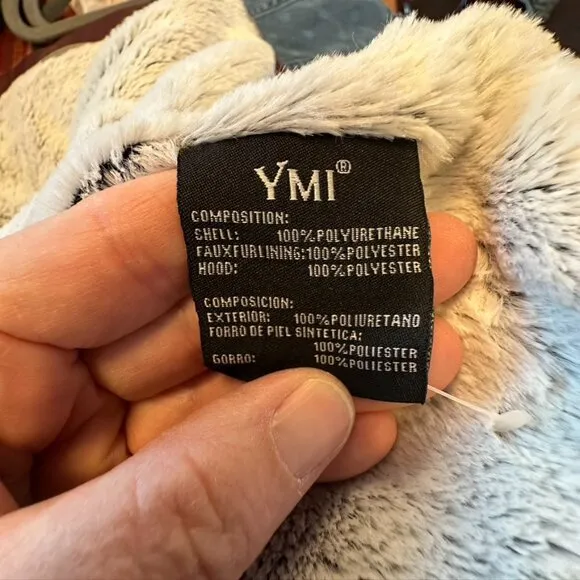 YMI®
COMPOSITION:
SHELL: 100%POLYURETHANE
FAUXFURLINING:100%POLYESTER
HOOD: 100%POLYESTER
COMPOSICION:
EXTERIOR: 100%POLIURETANO
FORRO DE PIEL SINTETICA:
100%POLIESTER
GORRO: 100%POLIESTER